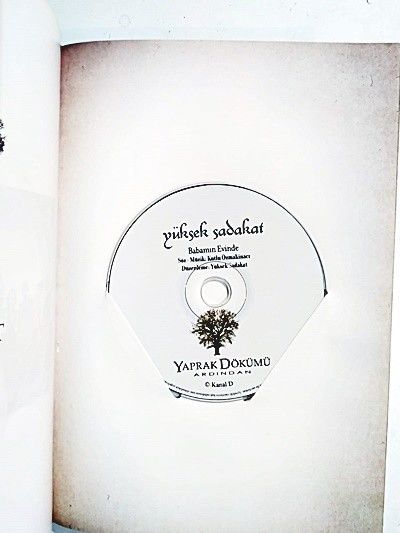 yüksek sadakat
Babamın Evinde
Söz - Müzik: Kutlu Özmakinacı
Düzenleme: Yüksek Sadakat
YAPRAK DÖKÜMÜ
ARDINDAN
© Kanal D